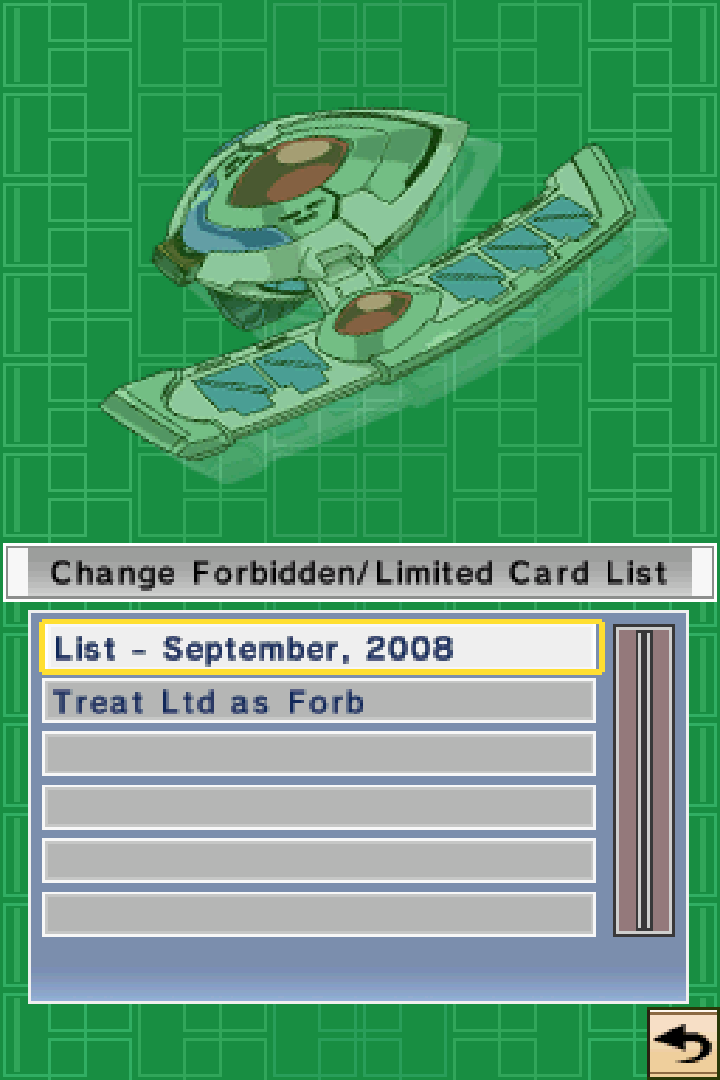 Change Forbidden/Limited Card List
List - September, 2008
Treat Ltd as Forb